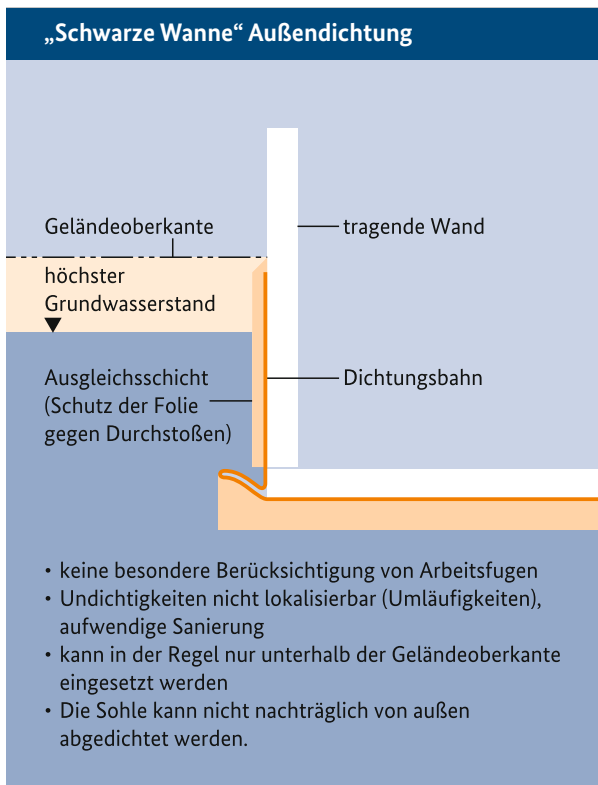 „Schwarze Wanne“ Außendichtung
Geländeoberkante
tragende Wand
höchster
Grundwasserstand
Ausgleichsschicht
(Schutz der Folie
gegen Durchstoßen)
Dichtungsbahn
• keine besondere Berücksichtigung von Arbeitsfugen
• Undichtigkeiten nicht lokalisierbar (Umläufigkeiten),
aufwendige Sanierung
• kann in der Regel nur unterhalb der Geländeoberkante
eingesetzt werden
• Die Sohle kann nicht nachträglich von außen
abgedichtet werden.